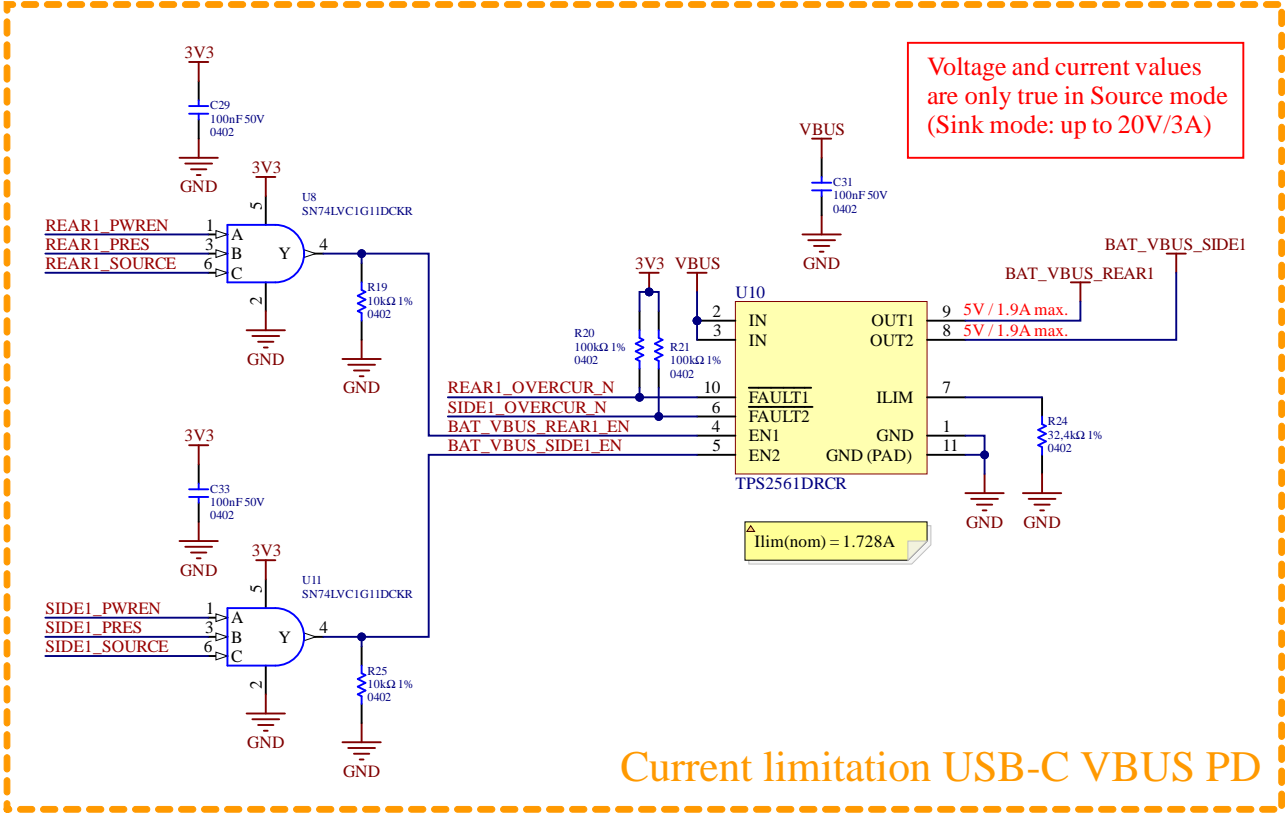 3V3
C29
100nF 50V
0402
GND
3V3
5
U8
SN74LVC1G11DCKR
REAR1_PWREN 1 A
REAR1_PRES 3 B Y 4
REAR1_SOURCE 6 C
2
GND
R19
10kΩ 1%
0402
GND
Voltage and current values
are only true in Source mode
(Sink mode: up to 20V/3A)
VBUS
C31
100nF 50V
0402
GND
BAT_VBUS_SIDE1
BAT_VBUS_REAR1
3V3 VBUS
R20
100kΩ 1%
0402
R21
100kΩ 1%
0402
U10
2 IN OUT1 9 5V / 1.9A max.
3 IN OUT2 8 5V / 1.9A max.
REAR1_OVERCUR_N 10 FAULT1 ILIM 7
SIDE1_OVERCUR_N 6 FAULT2
BAT_VBUS_REAR1_EN 4 EN1 GND 1
BAT_VBUS_SIDE1_EN 5 EN2 GND (PAD) 11
TPS2561DRCR
R24
32,4kΩ 1%
0402
GND GND
Ilim(nom) = 1.728A
3V3
C33
100nF 50V
0402
GND
3V3
5
U11
SN74LVC1G11DCKR
SIDE1_PWREN 1 A
SIDE1_PRES 3 B Y 4
SIDE1_SOURCE 6 C
2
GND
R25
10kΩ 1%
0402
GND
Current limitation USB-C VBUS PD